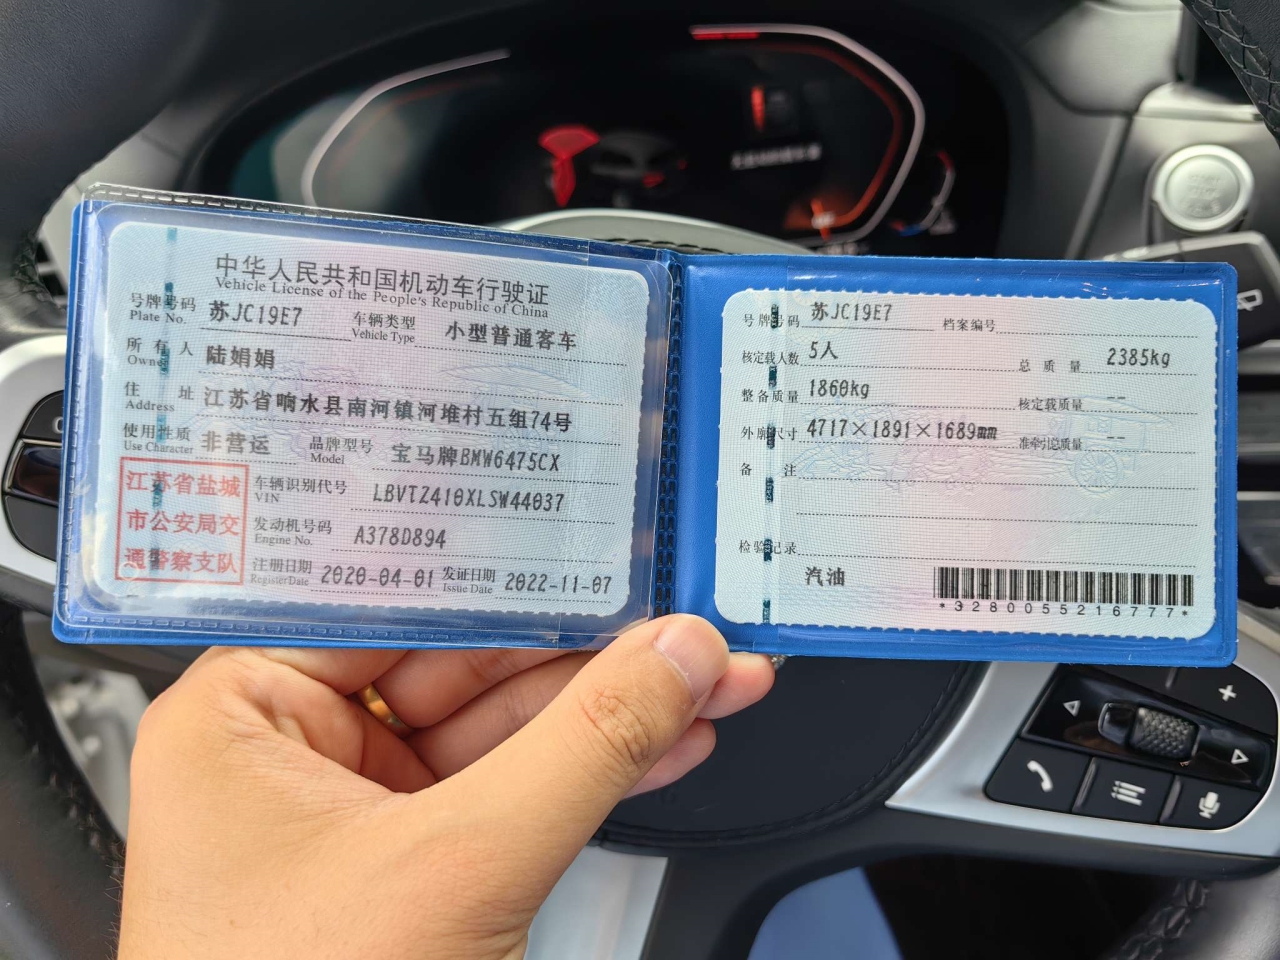 中华人民共和国机动车行驶证
Vehicle License of the People's Republic of China
号牌号码 苏JC19E7 车辆类型 小型普通客车
Plate No. Vehicle Type
所有人 陆娟娟
Owner
住址 江苏省响水县南河镇河堆村五组74号
Address
使用性质 非营运 品牌型号 宝马牌BMW6475CX
Use Character Model
江苏省盐城
市公安局交
通警察支队
车辆识别代号 LBVTZ410XLSW44037
VIN
发动机号码 A378D894
Engine No.
注册日期 2020-04-01 发证日期 2022-11-07
Register Date Issue Date
号牌号码 苏JC19E7 档案编号
核定载人数 5人 总质量 2385kg
整备质量 1860kg 核定载质量 --
外廓尺寸 4717×1891×1689mm 准牵引总质量 --
备注
检验记录
汽油
*3280055216777*